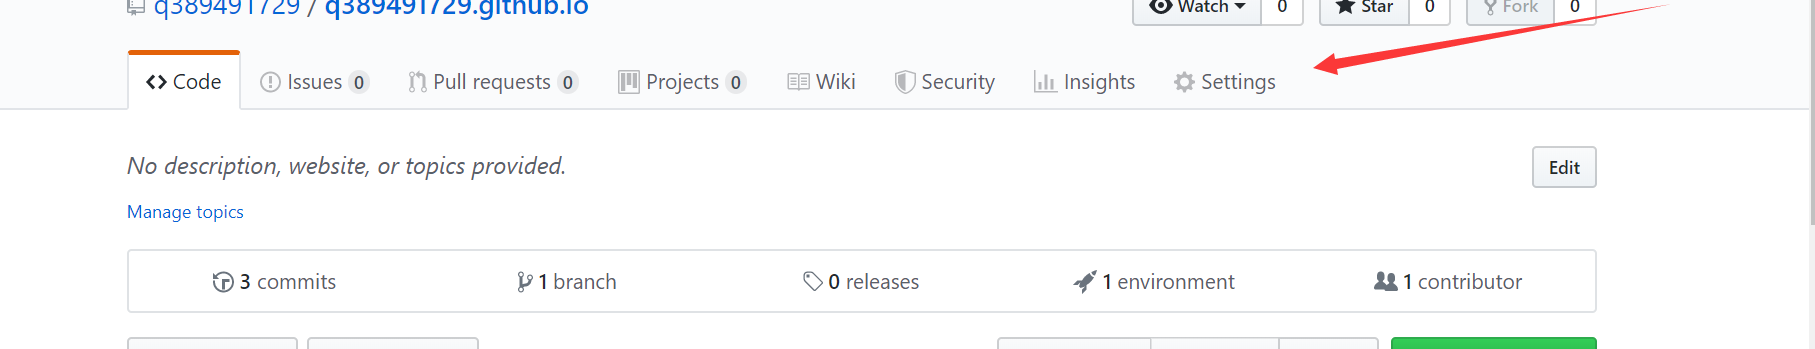 q389491729 / q389491729.github.io
Watch 0 Star 0 Fork 0
Code Issues 0 Pull requests 0 Projects 0 Wiki Security Insights Settings
No description, website, or topics provided.
Edit
Manage topics
3 commits 1 branch 0 releases 1 environment 1 contributor